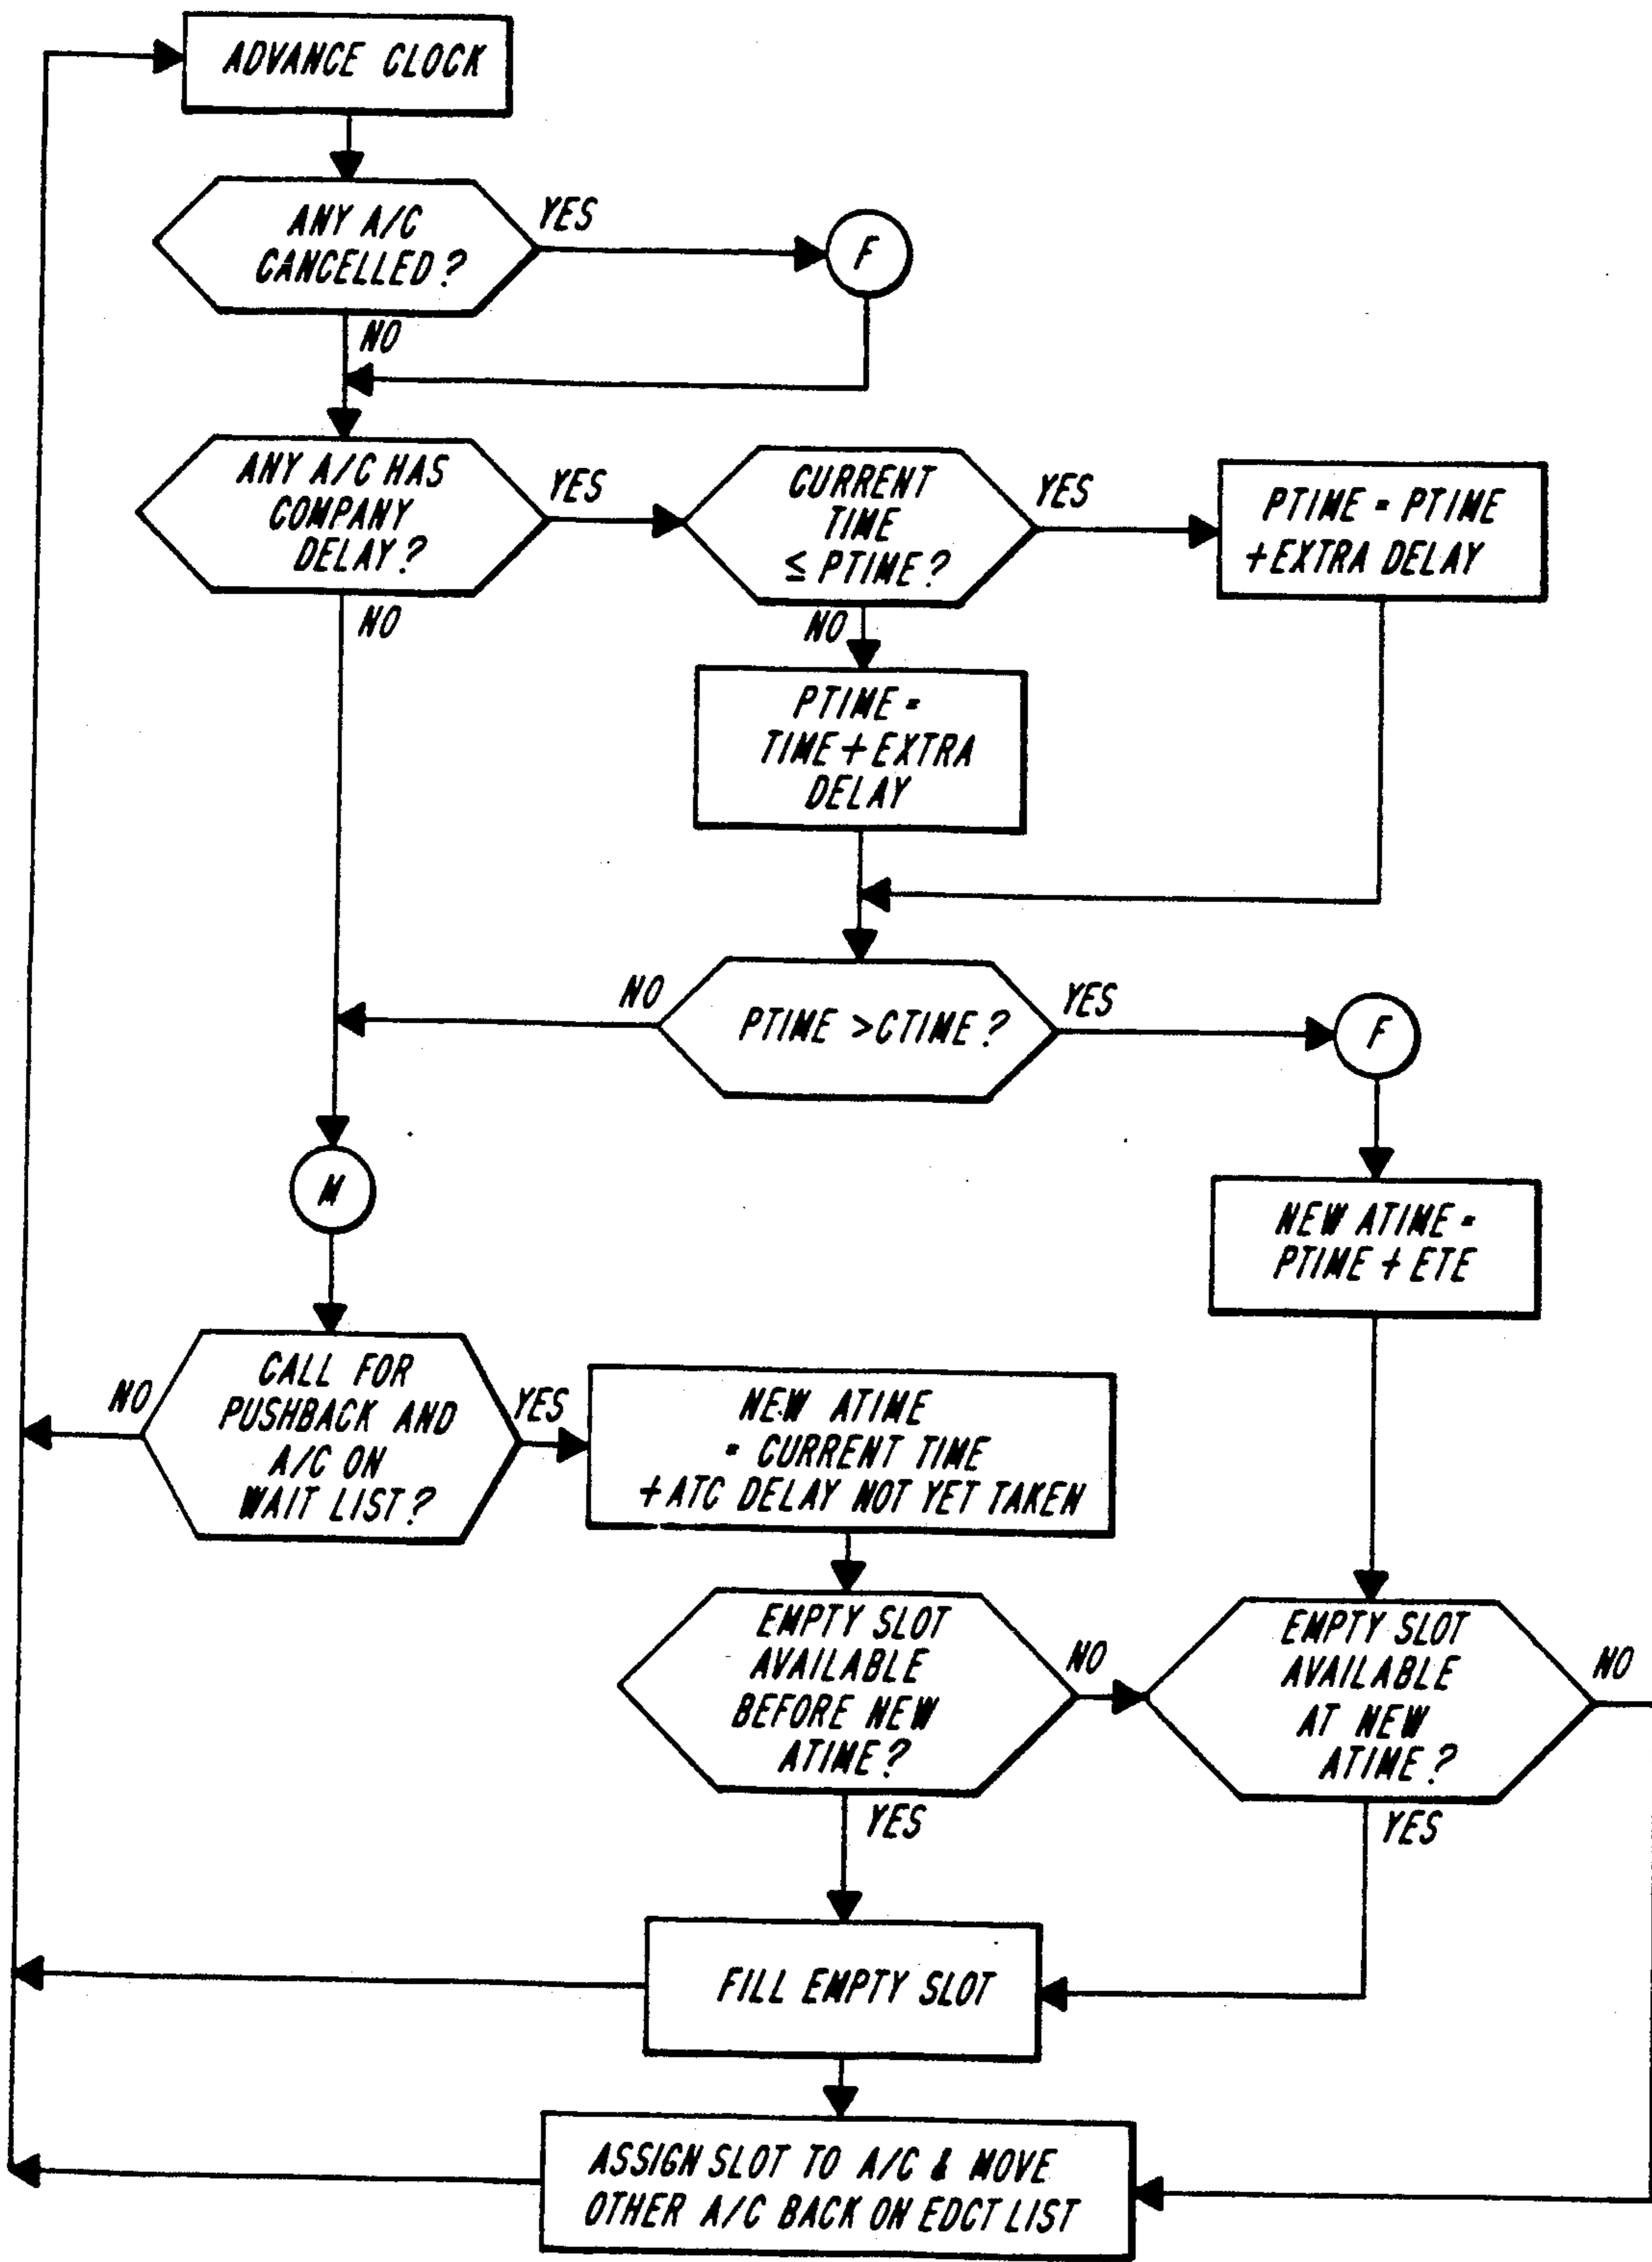 ADVANCE CLOCK
ANY A/C
CANCELLED?
YES
F
NO
ANY A/C HAS
COMPANY
DELAY?
YES
CURRENT
TIME
≤ PTIME?
YES
PTIME = PTIME
+EXTRA DELAY
NO
NO
PTIME =
TIME+EXTRA
DELAY
NO
PTIME >CTIME?
YES
F
M
NEW ATIME =
PTIME + ETE
NO
CALL FOR
PUSHBACK AND
A/C ON
WAIT LIST?
YES
NEW ATIME
= CURRENT TIME
+ATC DELAY NOT YET TAKEN
EMPTY SLOT
AVAILABLE
BEFORE NEW
ATIME?
NO
EMPTY SLOT
AVAILABLE
AT NEW
ATIME?
NO
YES
YES
FILL EMPTY SLOT
ASSIGN SLOT TO A/C & MOVE
OTHER A/C BACK ON EDCT LIST